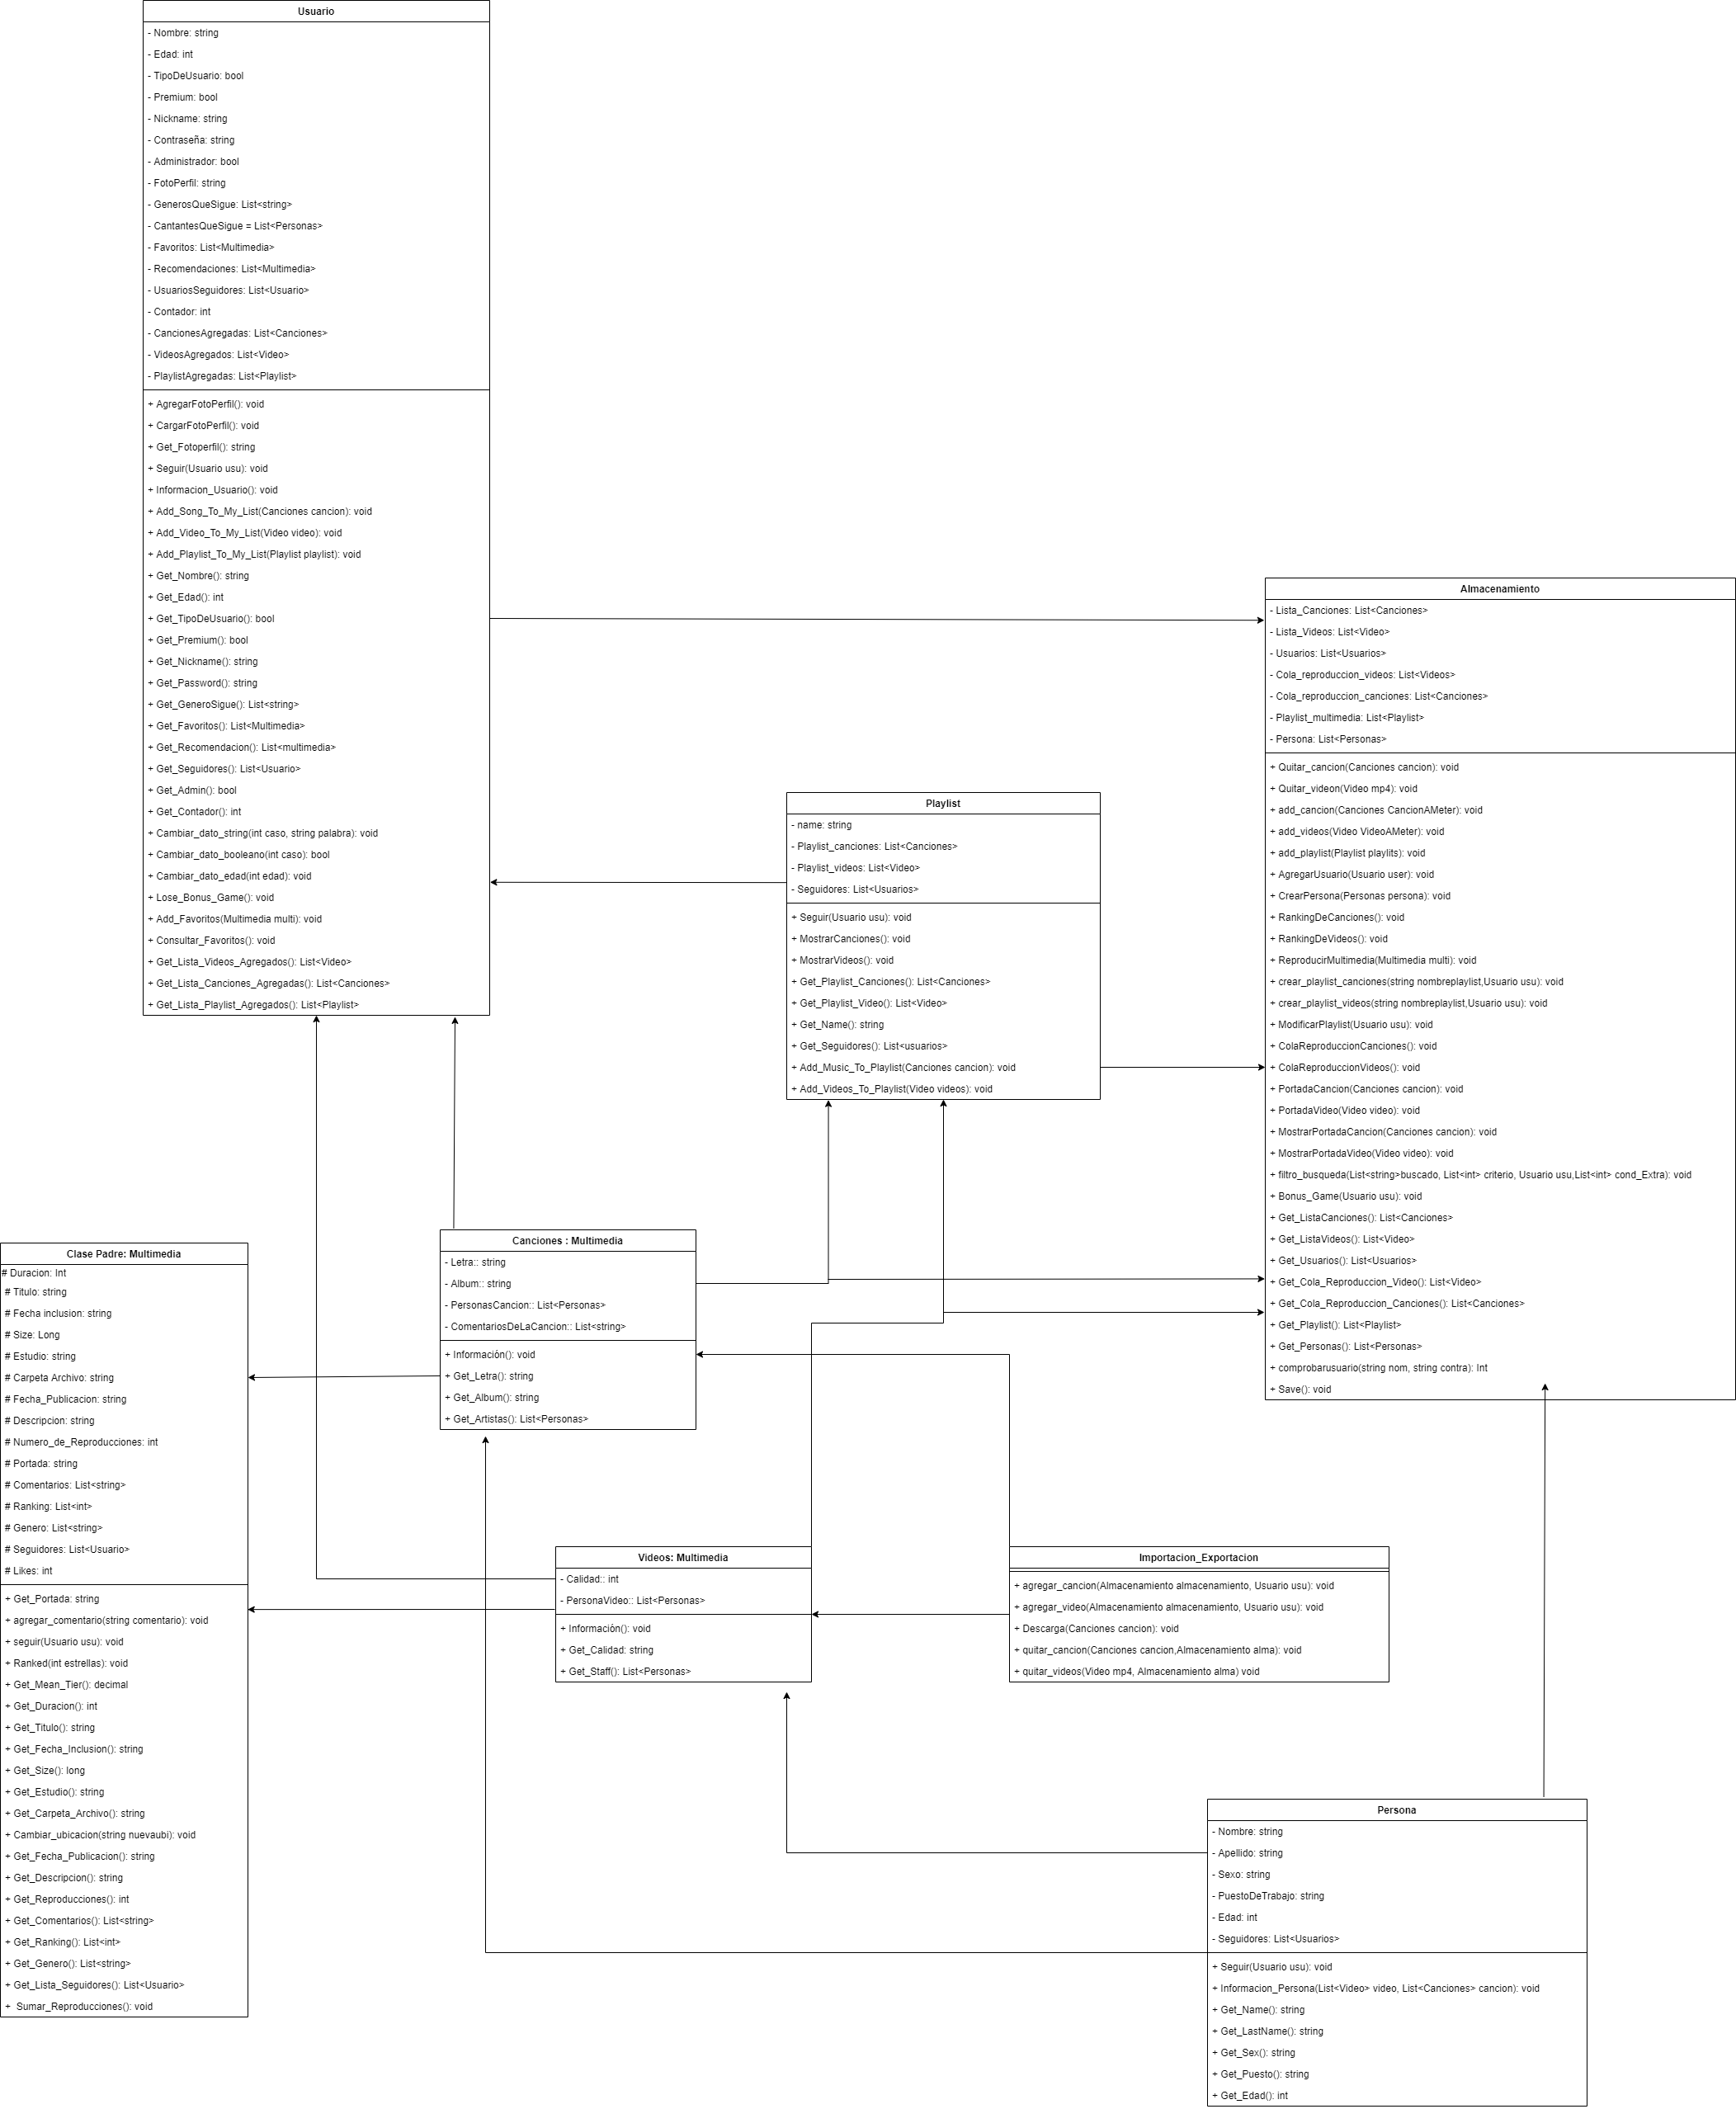 Usuario
- Nombre: string
- Edad: int
- TipoDeUsuario: bool
- Premium: bool
- Nickname: string
- Contraseña: string
- Administrador: bool
- FotoPerfil: string
- GenerosQueSigue: List<string>
- CantantesQueSigue = List<Personas>
- Favoritos: List<Multimedia>
- Recomendaciones: List<Multimedia>
- UsuariosSeguidores: List<Usuario>
- Contador: int
- CancionesAgregadas: List<Canciones>
- VideosAgregados: List<Video>
- PlaylistAgregadas: List<Playlist>
+ AgregarFotoPerfil(): void
+ CargarFotoPerfil(): void
+ Get_Fotoperfil(): string
+ Seguir(Usuario usu): void
+ Informacion_Usuario(): void
+ Add_Song_To_My_List(Canciones cancion): void
+ Add_Video_To_My_List(Video video): void
+ Add_Playlist_To_My_List(Playlist playlist): void
+ Get_Nombre(): string
+ Get_Edad(): int
+ Get_TipoDeUsuario(): bool
+ Get_Premium(): bool
+ Get_Nickname(): string
+ Get_Password(): string
+ Get_GeneroSigue(): List<string>
+ Get_Favoritos(): List<Multimedia>
+ Get_Recomendacion(): List<multimedia>
+ Get_Seguidores(): List<Usuario>
+ Get_Admin(): bool
+ Get_Contador(): int
+ Cambiar_dato_string(int caso, string palabra): void
+ Cambiar_dato_booleano(int caso): bool
+ Cambiar_dato_edad(int edad): void
+ Lose_Bonus_Game(): void
+ Add_Favoritos(Multimedia multi): void
+ Consultar_Favoritos(): void
+ Get_Lista_Videos_Agregados(): List<Video>
+ Get_Lista_Canciones_Agregadas(): List<Canciones>
+ Get_Lista_Playlist_Agregados(): List<Playlist>
Almacenamiento
- Lista_Canciones: List<Canciones>
- Lista_Videos: List<Video>
- Usuarios: List<Usuarios>
- Cola_reproduccion_videos: List<Videos>
- Cola_reproduccion_canciones: List<Canciones>
- Playlist_multimedia: List<Playlist>
- Persona: List<Personas>
+ Quitar_cancion(Canciones cancion): void
+ Quitar_videon(Video mp4): void
+ add_cancion(Canciones CancionAMeter): void
+ add_videos(Video VideoAMeter): void
+ add_playlist(Playlist playlits): void
+ AgregarUsuario(Usuario user): void
+ CrearPersona(Personas persona): void
+ RankingDeCanciones(): void
+ RankingDeVideos(): void
+ ReproducirMultimedia(Multimedia multi): void
+ crear_playlist_canciones(string nombreplaylist,Usuario usu): void
+ crear_playlist_videos(string nombreplaylist,Usuario usu): void
+ ModificarPlaylist(Usuario usu): void
+ ColaReproduccionCanciones(): void
+ ColaReproduccionVideos(): void
+ PortadaCancion(Canciones cancion): void
+ PortadaVideo(Video video): void
+ MostrarPortadaCancion(Canciones cancion): void
+ MostrarPortadaVideo(Video video): void
+ filtro_busqueda(List<string>buscado, List<int> criterio, Usuario usu,List<int> cond_Extra): void
+ Bonus_Game(Usuario usu): void
+ Get_ListaCanciones(): List<Canciones>
+ Get_ListaVideos(): List<Video>
+ Get_Usuarios(): List<Usuarios>
+ Get_Cola_Reproduccion_Video(): List<Video>
+ Get_Cola_Reproduccion_Canciones(): List<Canciones>
+ Get_Playlist(): List<Playlist>
+ Get_Personas(): List<Personas>
+ comprobarusuario(string nom, string contra): Int
+ Save(): void
Playlist
- name: string
- Playlist_canciones: List<Canciones>
- Playlist_videos: List<Video>
- Seguidores: List<Usuarios>
+ Seguir(Usuario usu): void
+ MostrarCanciones(): void
+ MostrarVideos(): void
+ Get_Playlist_Canciones(): List<Canciones>
+ Get_Playlist_Video(): List<Video>
+ Get_Name(): string
+ Get_Seguidores(): List<usuarios>
+ Add_Music_To_Playlist(Canciones cancion): void
+ Add_Videos_To_Playlist(Video videos): void
Canciones : Multimedia
- Letra:: string
- Album:: string
- PersonasCancion:: List<Personas>
- ComentariosDeLaCancion:: List<string>
+ Información(): void
+ Get_Letra(): string
+ Get_Album(): string
+ Get_Artistas(): List<Personas>
Clase Padre: Multimedia
# Duracion: Int
# Titulo: string
# Fecha inclusion: string
# Size: Long
# Estudio: string
# Carpeta Archivo: string
# Fecha_Publicacion: string
# Descripcion: string
# Numero_de_Reproducciones: int
# Portada: string
# Comentarios: List<string>
# Ranking: List<int>
# Genero: List<string>
# Seguidores: List<Usuario>
# Likes: int
+ Get_Portada: string
+ agregar_comentario(string comentario): void
+ seguir(Usuario usu): void
+ Ranked(int estrellas): void
+ Get_Mean_Tier(): decimal
+ Get_Duracion(): int
+ Get_Titulo(): string
+ Get_Fecha_Inclusion(): string
+ Get_Size(): long
+ Get_Estudio(): string
+ Get_Carpeta_Archivo(): string
+ Cambiar_ubicacion(string nuevaubi): void
+ Get_Fecha_Publicacion(): string
+ Get_Descripcion(): string
+ Get_Reproducciones(): int
+ Get_Comentarios(): List<string>
+ Get_Ranking(): List<int>
+ Get_Genero(): List<string>
+ Get_Lista_Seguidores(): List<Usuario>
+ Sumar_Reproducciones(): void
Videos: Multimedia
- Calidad:: int
- PersonaVideo:: List<Personas>
+ Información(): void
+ Get_Calidad: string
+ Get_Staff(): List<Personas>
Importacion_Exportacion
+ agregar_cancion(Almacenamiento almacenamiento, Usuario usu): void
+ agregar_video(Almacenamiento almacenamiento, Usuario usu): void
+ Descarga(Canciones cancion): void
+ quitar_cancion(Canciones cancion,Almacenamiento alma): void
+ quitar_videos(Video mp4, Almacenamiento alma) void
Persona
- Nombre: string
- Apellido: string
- Sexo: string
- PuestoDeTrabajo: string
- Edad: int
- Seguidores: List<Usuarios>
+ Seguir(Usuario usu): void
+ Informacion_Persona(List<Video> video, List<Canciones> cancion): void
+ Get_Name(): string
+ Get_LastName(): string
+ Get_Sex(): string
+ Get_Puesto(): string
+ Get_Edad(): int